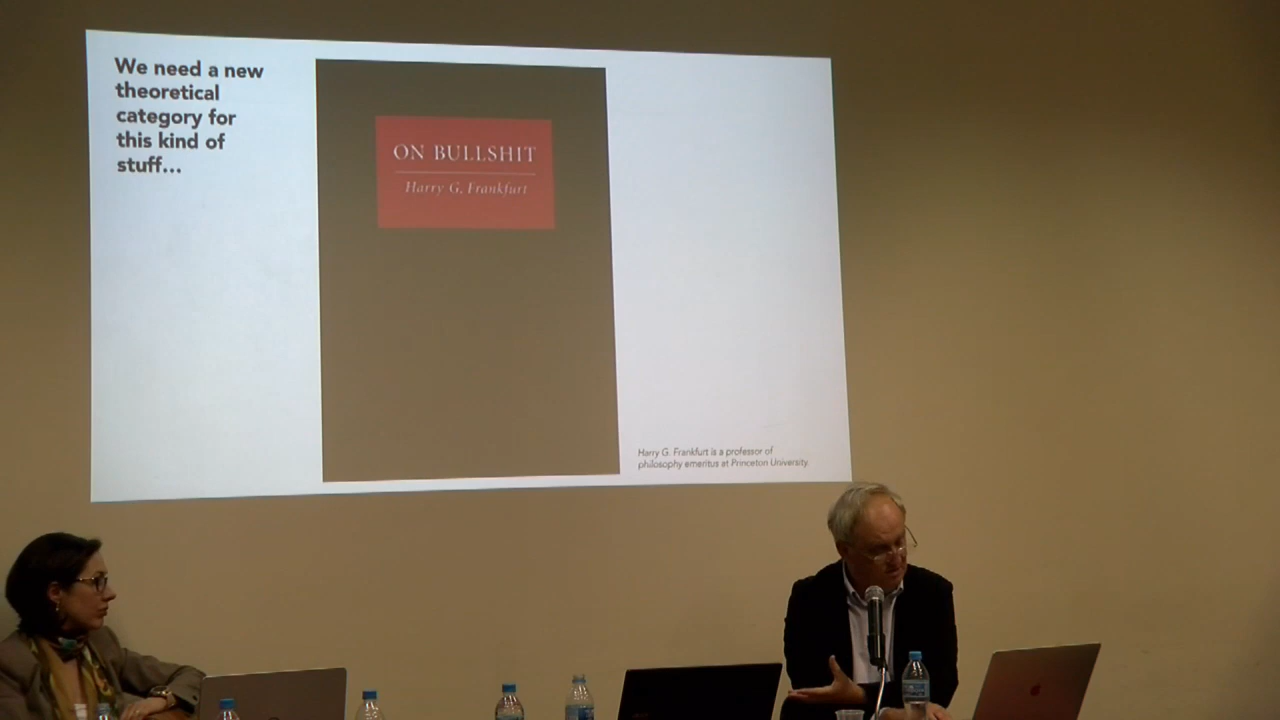 We need a new
theoretical
category for
this kind of
stuff...
ON BULLSHIT
Harry G. Frankfurt
Harry G. Frankfurt is a professor of
philosophy emeritus at Princeton University.